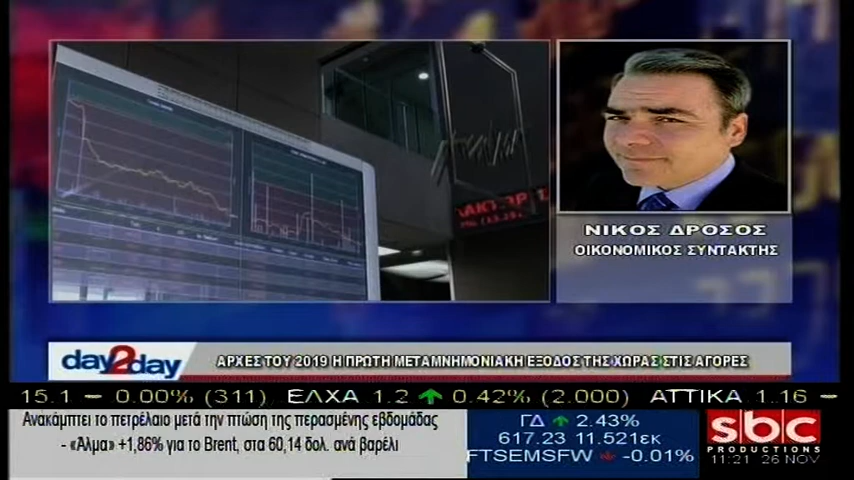 ΝΙΚΟΣ ΔΡΟΣΟΣ
ΟΙΚΟΝΟΜΙΚΟΣ ΣΥΝΤΑΚΤΗΣ
day2day
ΑΡΧΕΣ ΤΟΥ 2019 Η ΠΡΩΤΗ ΜΕΤΑΜΝΗΜΟΝΙΑΚΗ ΕΞΟΔΟΣ ΤΗΣ ΧΩΡΑΣ ΣΤΙΣ ΑΓΟΡΕΣ
15.1 – 0.00% (311) ΕΛΧΑ 1.2 ↑ 0.42% (2.000) ΑΤΤΙΚΑ 1.16 –
Ανακάμπτει το πετρέλαιο μετά την πτώση της περασμένης εβδομάδας
- «Άλμα» +1,86% για το Brent, στα 60,14 δολ. ανά βαρέλι
ΓΔ ↑ 2.43%
617.23 11.521εκ
FTSEMSFW ↓ -0.01%
sbc
PRODUCTIONS
11:21 26 NOV